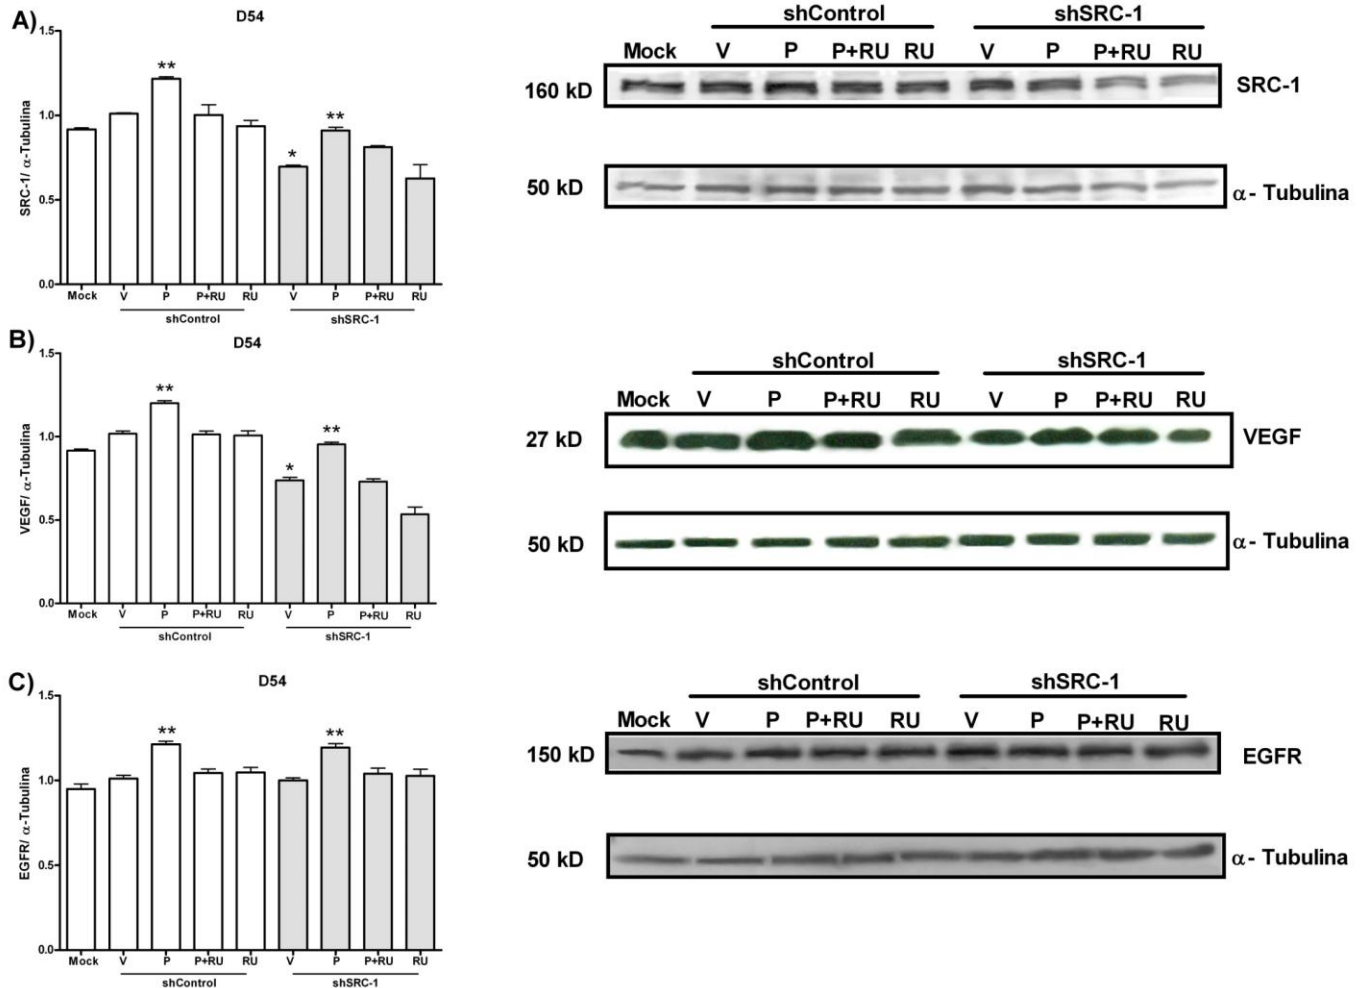 A)
D54
SRC-1/ α-Tubulina
1.5
1.0
0.5
0.0
**
*
**
Mock V P P+RU RU V P P+RU RU
shControl shSRC-1
shControl shSRC-1
Mock V P P+RU RU V P P+RU RU
160 kD SRC-1
50 kD α- Tubulina
B)
D54
VEGF/ α-Tubulina
1.5
1.0
0.5
0.0
**
*
**
Mock V P P+RU RU V P P+RU RU
shControl shSRC-1
shControl shSRC-1
Mock V P P+RU RU V P P+RU RU
27 kD VEGF
50 kD α- Tubulina
C)
D54
EGFR/ α-Tubulina
1.5
1.0
0.5
0.0
**
**
Mock V P P+RU RU V P P+RU RU
shControl shSRC-1
shControl shSRC-1
Mock V P P+RU RU V P P+RU RU
150 kD EGFR
50 kD α- Tubulina